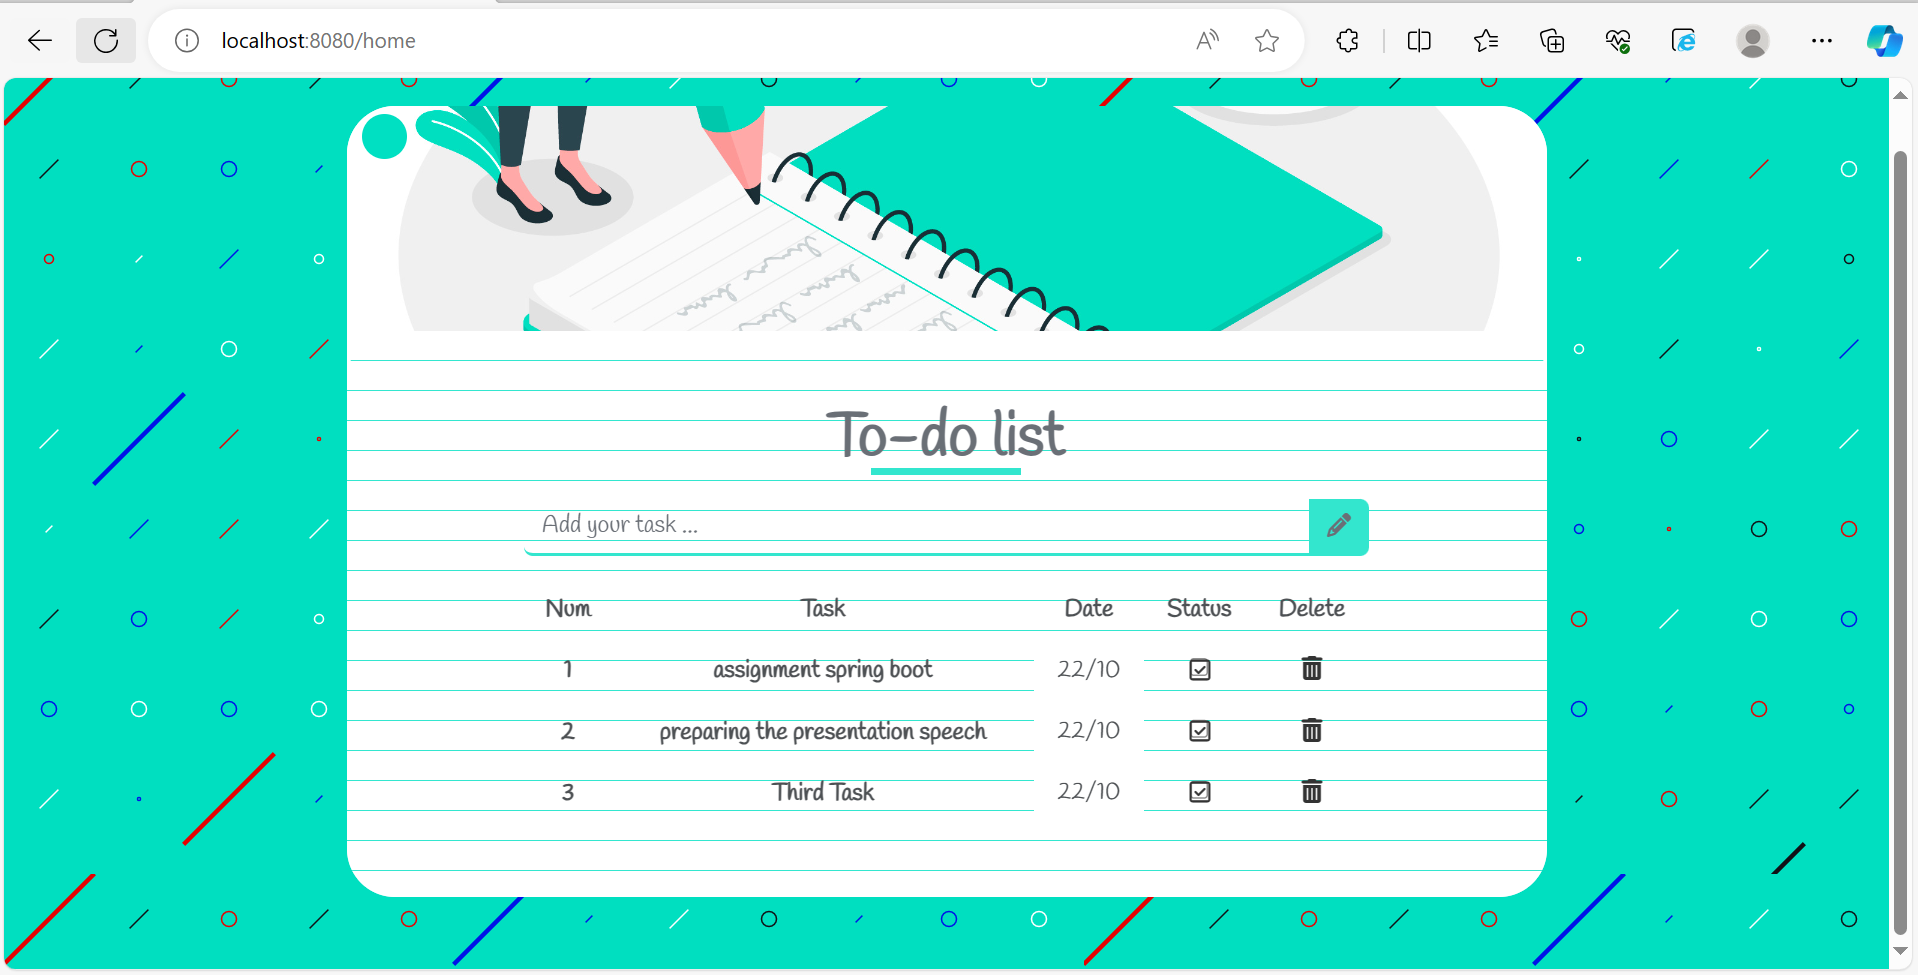 localhost:8080/home
To-do list
Add your task ...
Num Task Date Status Delete
1 assignment spring boot 22/10
2 preparing the presentation speech 22/10
3 Third Task 22/10